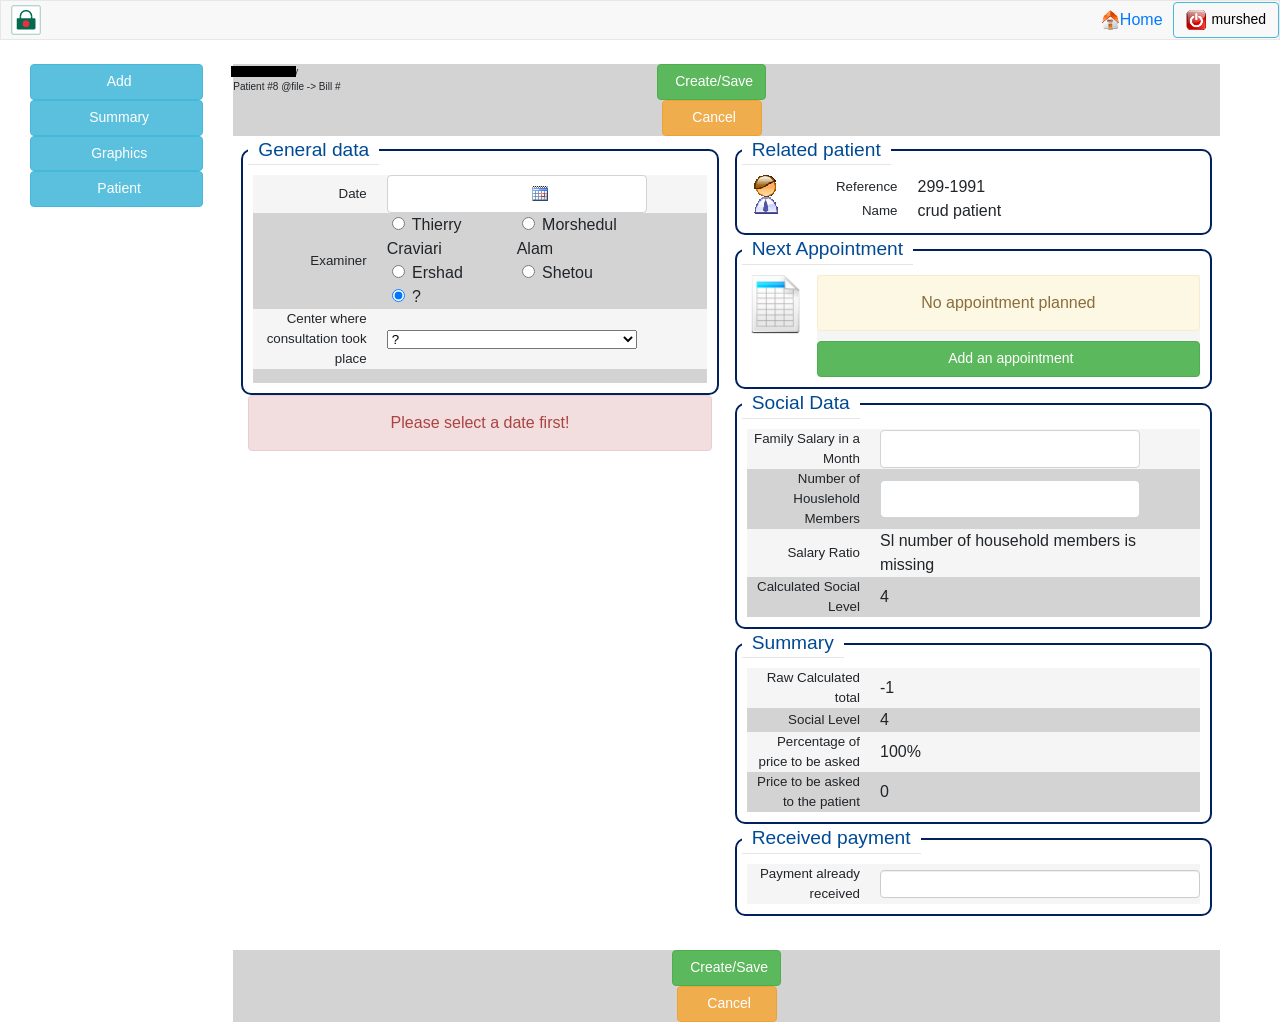 Home
murshed
Add
Summary
Graphics
Patient
Patient #8 @file -> Bill #
Create/Save
Cancel
General data
Date
Examiner
Thierry Craviari
Morshedul Alam
Ershad
Shetou
?
Center where
consultation took
place
?
Please select a date first!
Related patient
Reference
299-1991
Name
crud patient
Next Appointment
No appointment planned
Add an appointment
Social Data
Family Salary in a
Month
Number of
Houslehold
Members
Salary Ratio
Sl number of household members is
missing
Calculated Social
Level
4
Summary
Raw Calculated
total
-1
Social Level
4
Percentage of
price to be asked
100%
Price to be asked
to the patient
0
Received payment
Payment already
received
Create/Save
Cancel